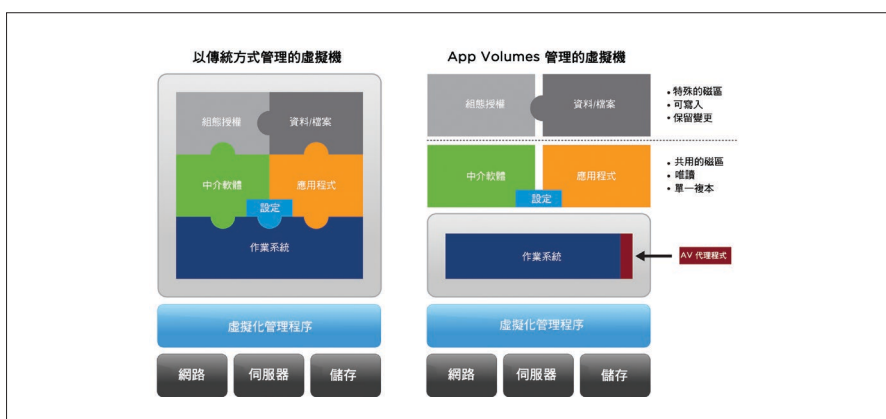 以傳統方式管理的虛擬機
組態授權
資料/檔案
中介軟體
應用程式
設定
作業系統
虛擬化管理程序
網路
伺服器
儲存
App Volumes 管理的虛擬機
組態授權
資料/檔案
• 特殊的磁區
• 可寫入
• 保留變更
中介軟體
應用程式
設定
• 共用的磁區
• 唯讀
• 單一複本
作業系統
AV 代理程式
虛擬化管理程序
網路
伺服器
儲存